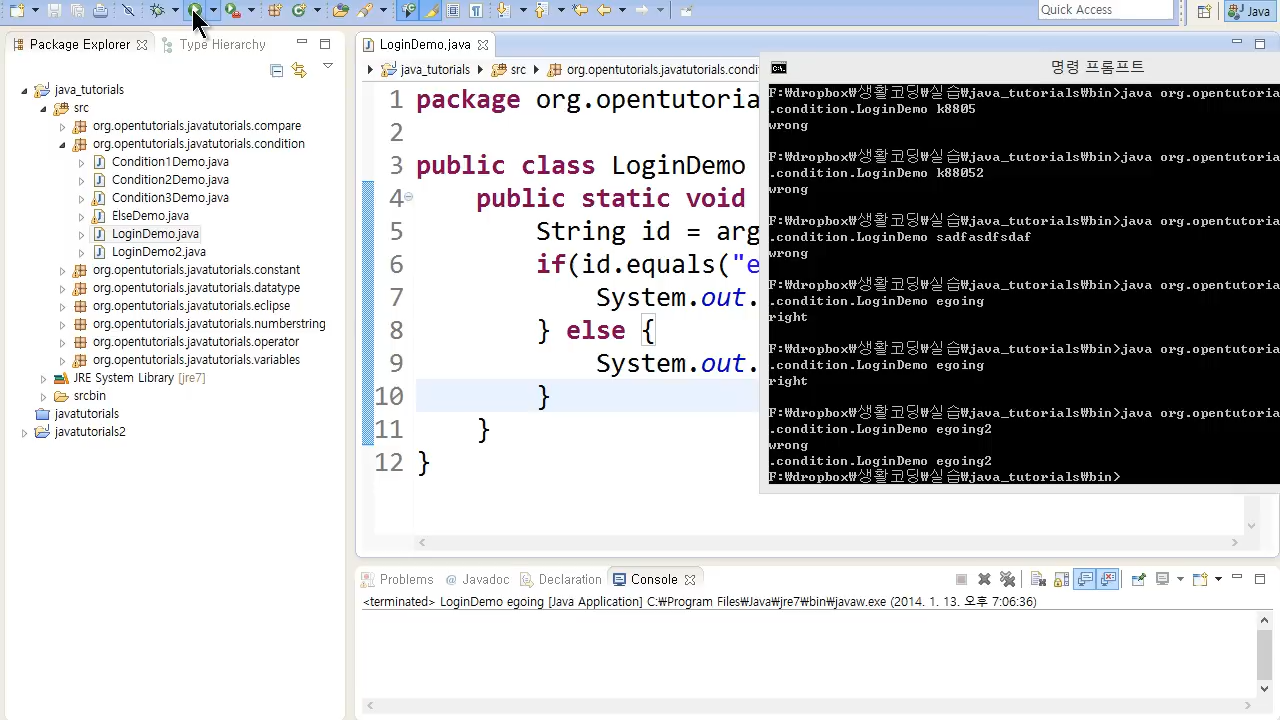 Quick Access
Java
Package Explorer
Type Hierarchy
java_tutorials
src
org.opentutorials.javatutorials.compare
org.opentutorials.javatutorials.condition
Condition1Demo.java
Condition2Demo.java
Condition3Demo.java
ElseDemo.java
LoginDemo.java
LoginDemo2.java
org.opentutorials.javatutorials.constant
org.opentutorials.javatutorials.datatype
org.opentutorials.javatutorials.eclipse
org.opentutorials.javatutorials.numberstring
org.opentutorials.javatutorials.operator
org.opentutorials.javatutorials.variables
JRE System Library [jre7]
srcbin
javatutorials
javatutorials2
LoginDemo.java
java_tutorials src org.opentutorials.javatutorials.condit
1 package org.opentutoria
2
3 public class LoginDemo
4 public static void
5 String id = arg
6 if(id.equals("e
7 System.out.
8 } else {
9 System.out.
10 }
11 }
12 }
명령 프롬프트
F:₩dropbox₩생활코딩₩실습₩java_tutorials₩bin>java org.opentutoria
.condition.LoginDemo k8805
wrong
F:₩dropbox₩생활코딩₩실습₩java_tutorials₩bin>java org.opentutoria
.condition.LoginDemo k88052
wrong
F:₩dropbox₩생활코딩₩실습₩java_tutorials₩bin>java org.opentutoria
.condition.LoginDemo sadfasdfsdaf
wrong
F:₩dropbox₩생활코딩₩실습₩java_tutorials₩bin>java org.opentutoria
.condition.LoginDemo egoing
right
F:₩dropbox₩생활코딩₩실습₩java_tutorials₩bin>java org.opentutoria
.condition.LoginDemo egoing
right
F:₩dropbox₩생활코딩₩실습₩java_tutorials₩bin>java org.opentutoria
.condition.LoginDemo egoing2
wrong
.condition.LoginDemo egoing2
F:₩dropbox₩생활코딩₩실습₩java_tutorials₩bin>
Problems @ Javadoc Declaration Console
<terminated> LoginDemo egoing [Java Application] C:₩Program Files₩Java₩jre7₩bin₩javaw.exe (2014. 1. 13. 오후 7:06:36)